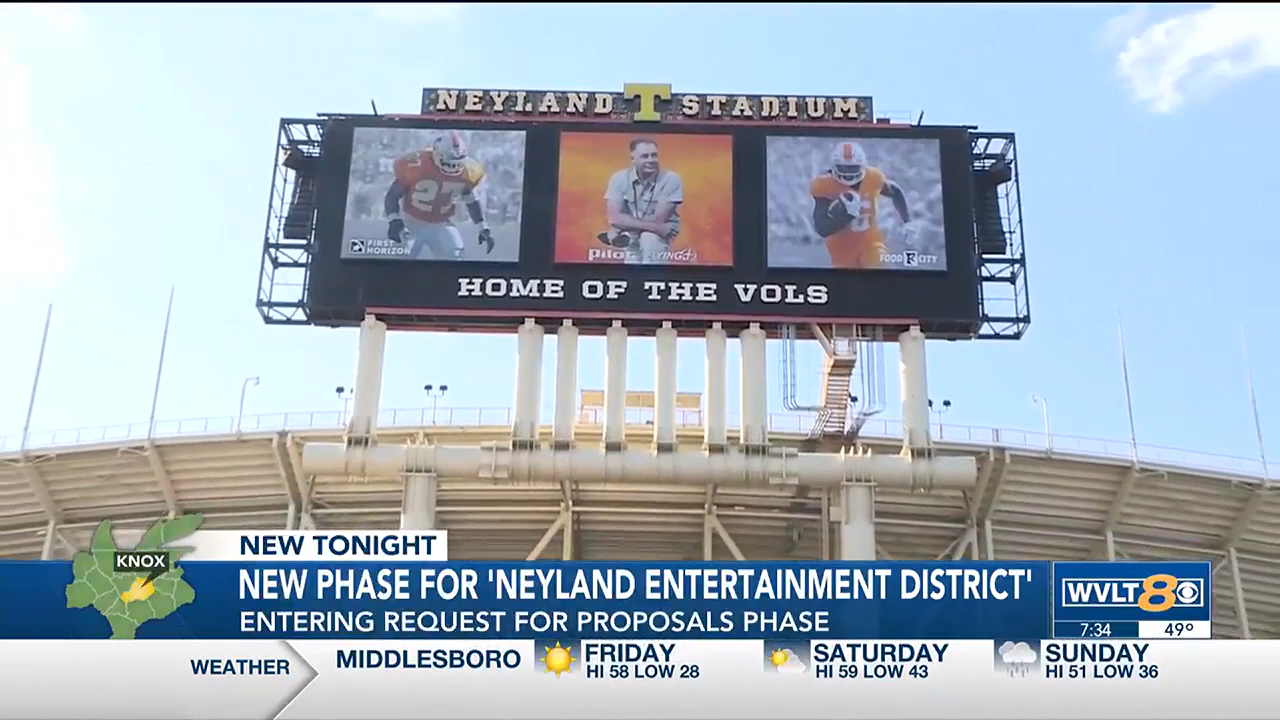 NEYLAND T STADIUM
27
FIRST HORIZON
Pilot FLYING J
6
FOOD CITY
HOME OF THE VOLS
NEW TONIGHT
KNOX
NEW PHASE FOR 'NEYLAND ENTERTAINMENT DISTRICT'
ENTERING REQUEST FOR PROPOSALS PHASE
WVLT 8
7:34 49°
WEATHER
MIDDLESBORO
FRIDAY
HI 58 LOW 28
SATURDAY
HI 59 LOW 43
SUNDAY
HI 51 LOW 36